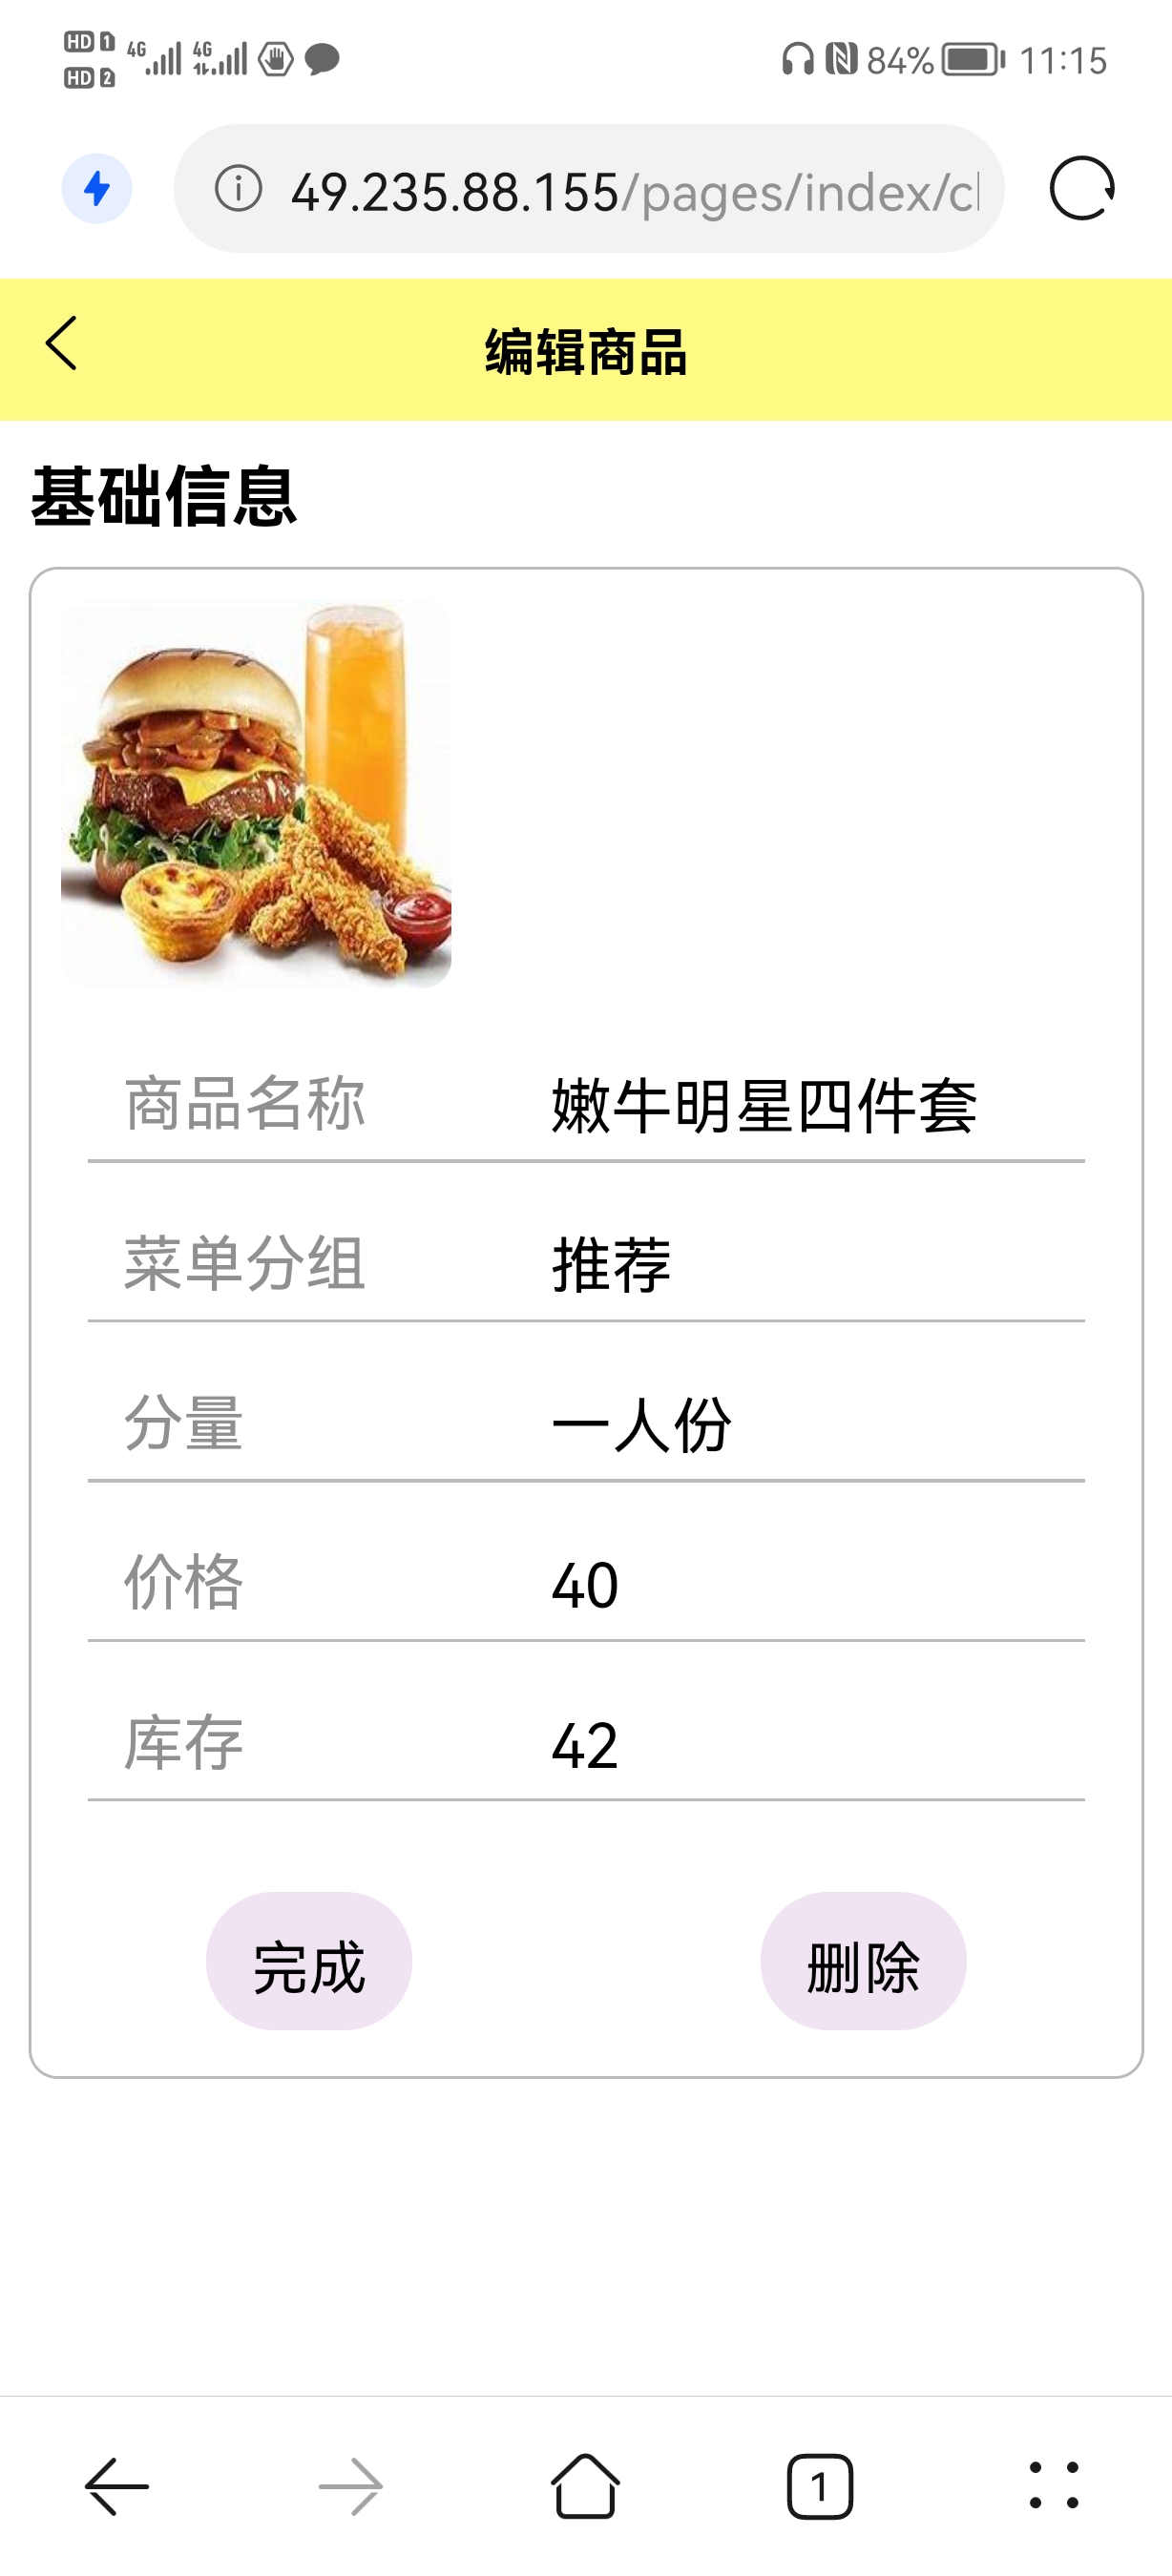 HD 1 4G 4G 84% 11:15
HD 2
49.235.88.155/pages/index/c
编辑商品
基础信息
商品名称 嫩牛明星四件套
菜单分组 推荐
分量 一人份
价格 40
库存 42
完成 删除
1